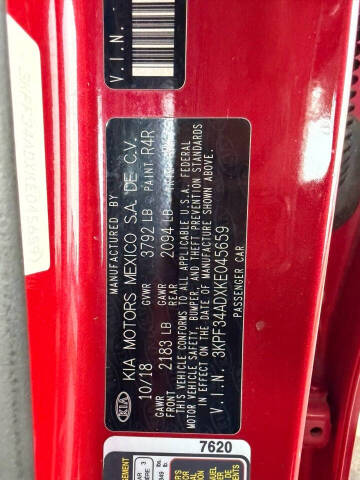 V.I.N.
MANUFACTURED BY
KIA MOTORS MEXICO S.A. DE C.V.
10/18 GVWR 3792 LB PAINT R4R
GAWR FRONT 2183 LB GAWR REAR 2094 LB
THIS VEHICLE CONFORMS TO ALL APPLICABLE U.S.A. FEDERAL
MOTOR VEHICLE SAFETY, BUMPER, AND THEFT PREVENTION STANDARDS
IN EFFECT ON THE DATE OF MANUFACTURE SHOWN ABOVE.
V.I.N. 3KPF34ADXKE045659
PASSENGER CAR
KIA
7620